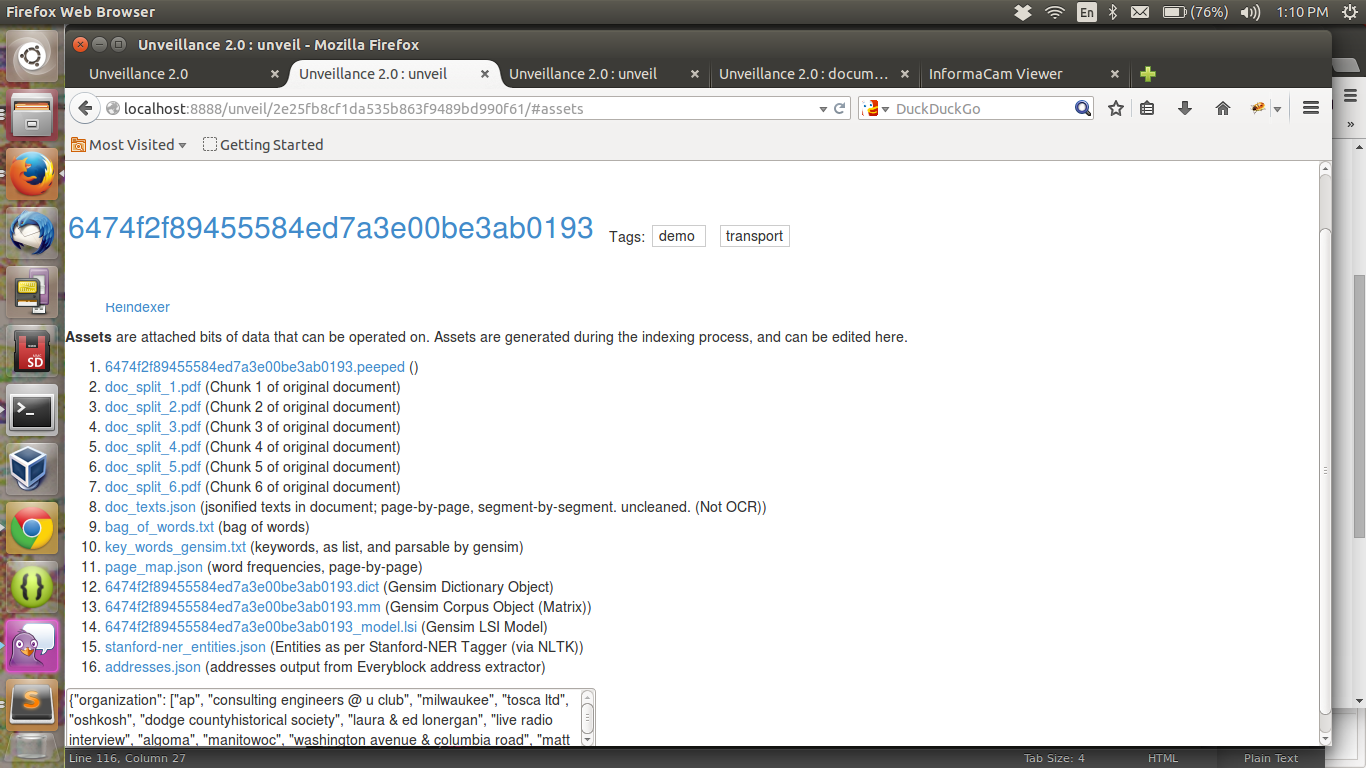 Firefox Web Browser
En
(76%)
1:10 PM
Unveillance 2.0 : unveil - Mozilla Firefox
Unveillance 2.0
Unveillance 2.0 : unveil
Unveillance 2.0 : unveil
Unveillance 2.0 : docum...
InformaCam Viewer
localhost:8888/unveil/2e25fb8cf1da535b863f9489bd990f61/#assets
DuckDuckGo
Most Visited
Getting Started
»
6474f2f89455584ed7a3e00be3ab0193
Tags: demo transport
Reindexer
Assets are attached bits of data that can be operated on. Assets are generated during the indexing process, and can be edited here.
1. 6474f2f89455584ed7a3e00be3ab0193.peeped ()
2. doc_split_1.pdf (Chunk 1 of original document)
3. doc_split_2.pdf (Chunk 2 of original document)
4. doc_split_3.pdf (Chunk 3 of original document)
5. doc_split_4.pdf (Chunk 4 of original document)
6. doc_split_5.pdf (Chunk 5 of original document)
7. doc_split_6.pdf (Chunk 6 of original document)
8. doc_texts.json (jsonified texts in document; page-by-page, segment-by-segment. uncleaned. (Not OCR))
9. bag_of_words.txt (bag of words)
10. key_words_gensim.txt (keywords, as list, and parsable by gensim)
11. page_map.json (word frequencies, page-by-page)
12. 6474f2f89455584ed7a3e00be3ab0193.dict (Gensim Dictionary Object)
13. 6474f2f89455584ed7a3e00be3ab0193.mm (Gensim Corpus Object (Matrix))
14. 6474f2f89455584ed7a3e00be3ab0193_model.lsi (Gensim LSI Model)
15. stanford-ner_entities.json (Entities as per Stanford-NER Tagger (via NLTK))
16. addresses.json (addresses output from Everyblock address extractor)
{"organization": ["ap", "consulting engineers @ u club", "milwaukee", "tosca ltd",
"oshkosh", "dodge countyhistorical society", "laura & ed lonergan", "live radio
interview", "algoma", "manitowoc", "washington avenue & columbia road", "matt
SD
Line 116, Column 27
Tab Size: 4
HTML
Plain Text